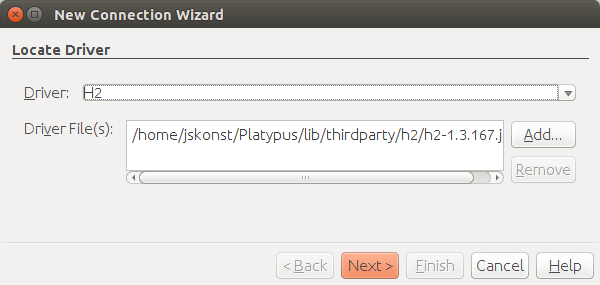 New Connection Wizard
Locate Driver
Driver: H2
Driver File(s): /home/jskonst/Platypus/lib/thirdparty/h2/h2-1.3.167.j
Add...
Remove
< Back Next > Finish Cancel Help